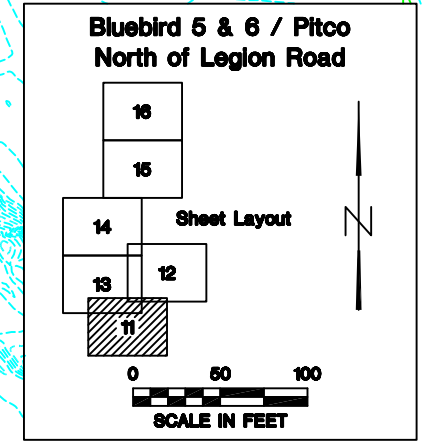 Bluebird 5 & 6 / Pitco
North of Legion Road
16
15
14
Sheet Layout
12
13
11
N
0 50 100
SCALE IN FEET